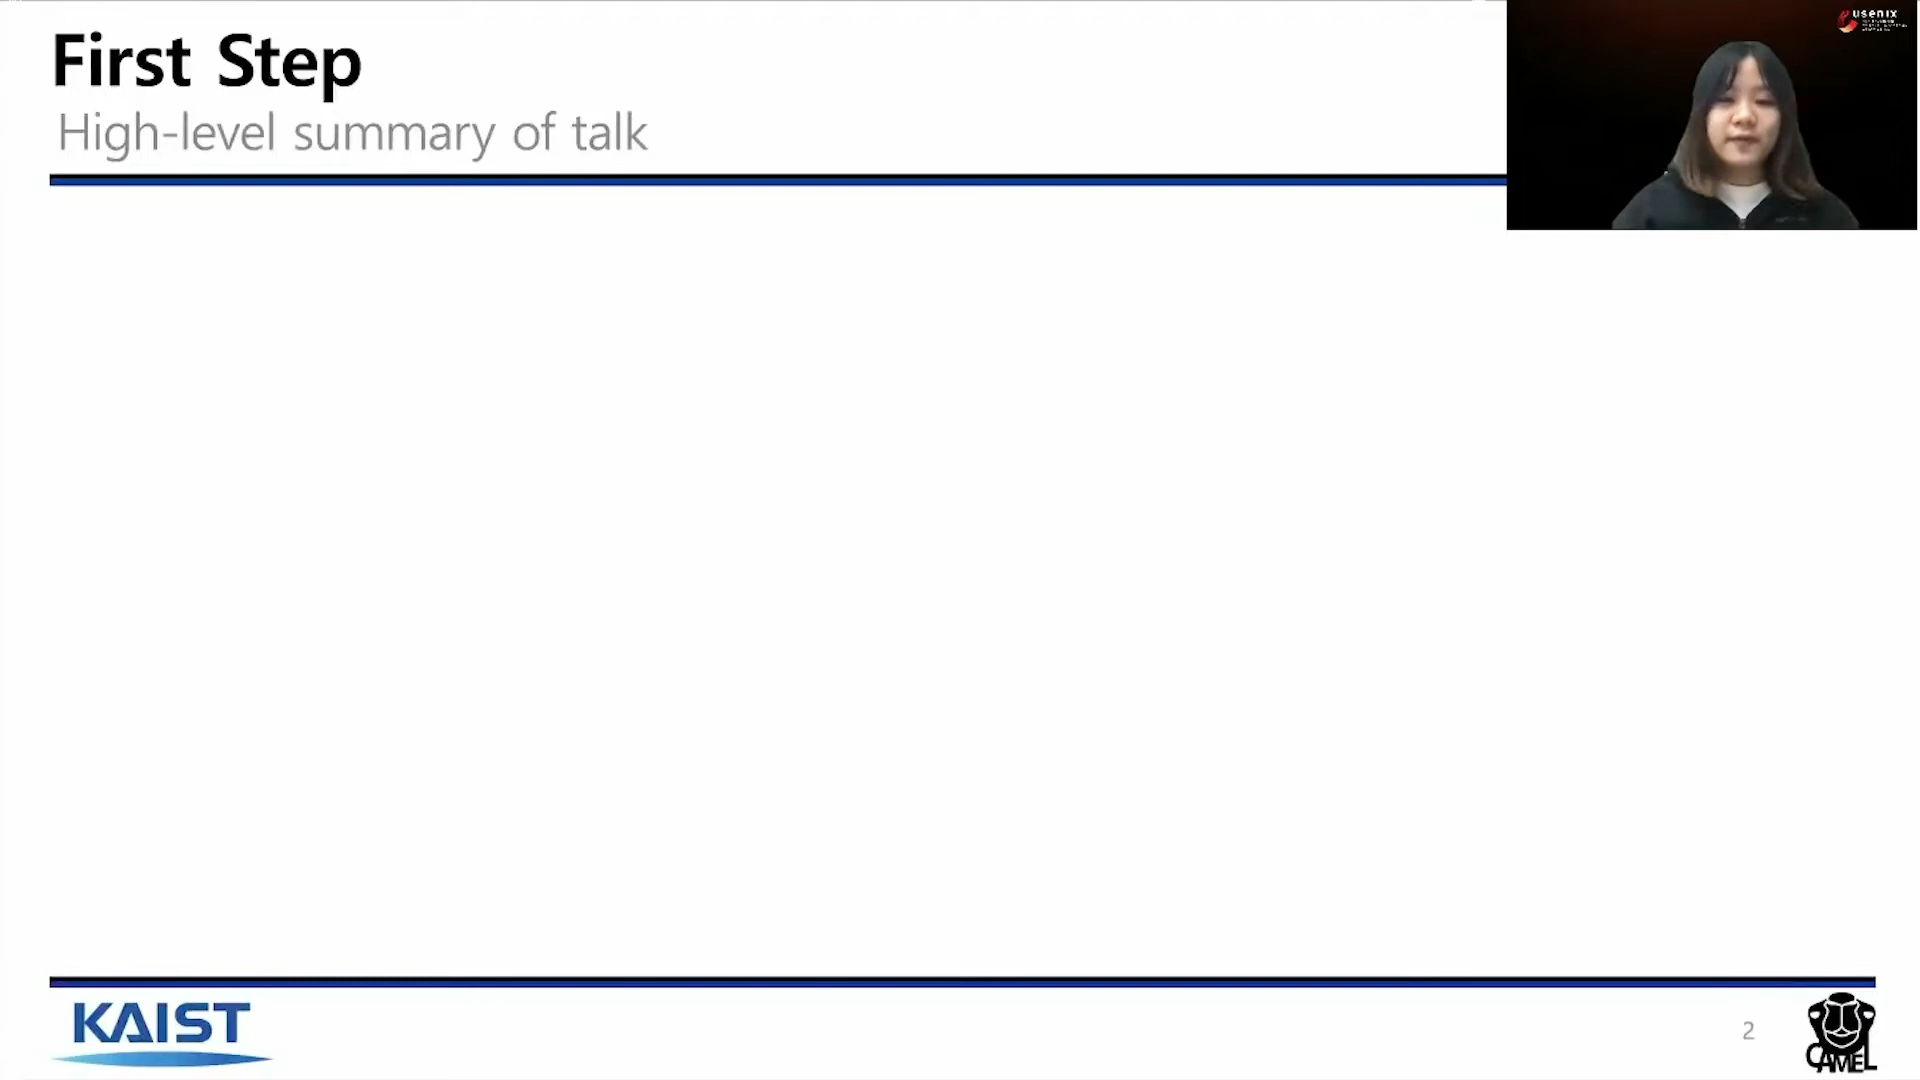 First Step
High-level summary of talk
usenix
KAIST
2
CAMEL